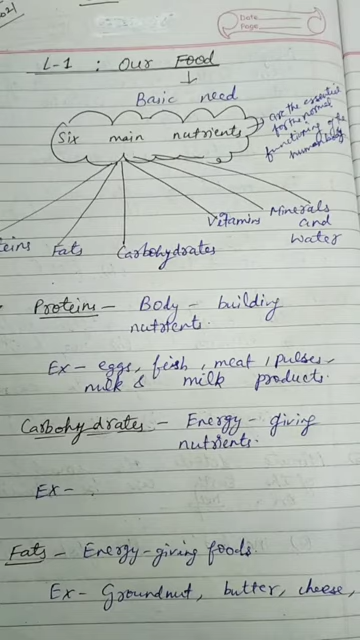 2021
Date
Page
L-1 : Our Food
Basic need
Six main nutrients
are the essential
for the normal
functioning of the
human body
teins
Fats
Carbohydrates
Vitamins
Minerals
and
water
Proteins - Body - building
nutrients.
Ex - eggs, feish, meat, pulses,
milk & milk products.
Carbohydrates - Energy - giving
nutrients.
Ex - .
Fats - Energy-giving foods.
Ex - Groundnut, butter, cheese,